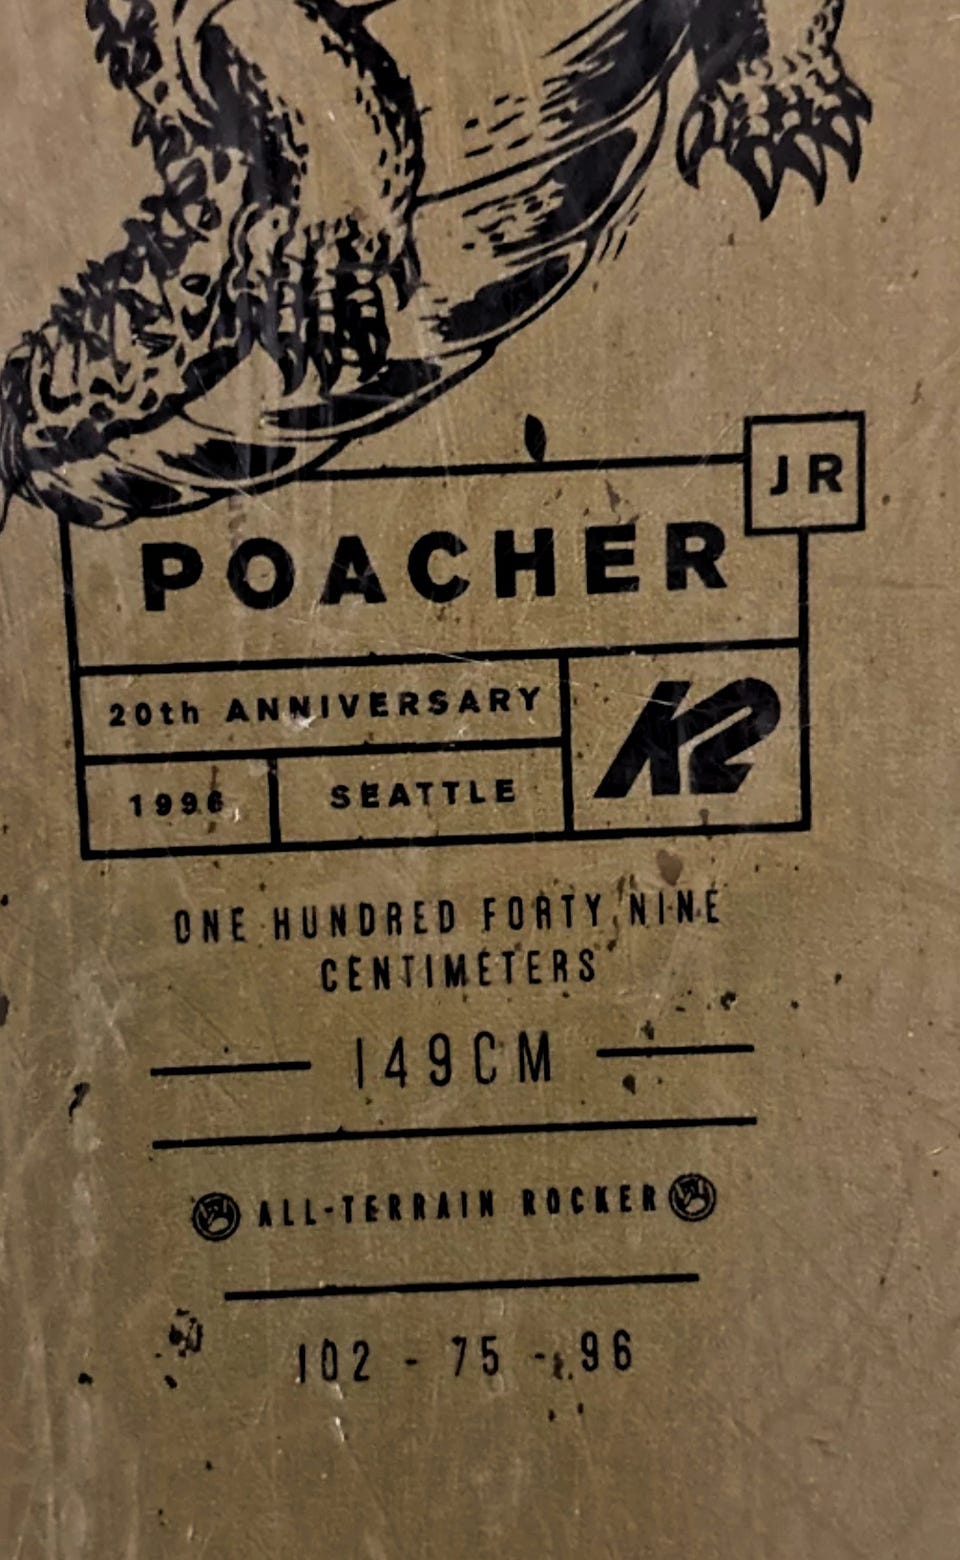 JR
POACHER
20th ANNIVERSARY
K2
1996 SEATTLE
ONE HUNDRED FORTY NINE
CENTIMETERS
149CM
ALL-TERRAIN ROCKER
102 - 75 - 96